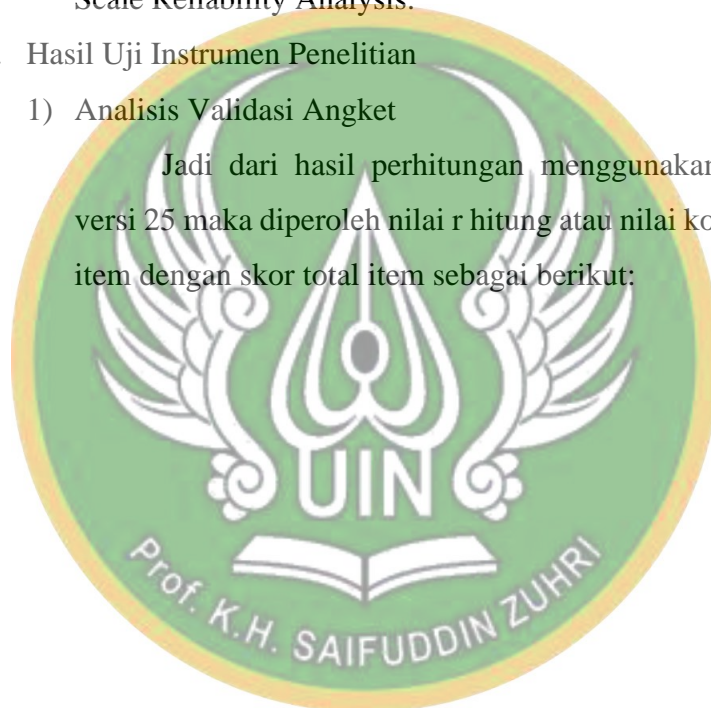 Scale Reliability Analysis.
Hasil Uji Instrumen Penelitian
1) Analisis Validasi Angket
Jadi dari hasil perhitungan menggunakan
versi 25 maka diperoleh nilai r hitung atau nilai ko
item dengan skor total item sebagai berikut:
UIN
Prof. K.H. SAIFUDDIN ZUHRI